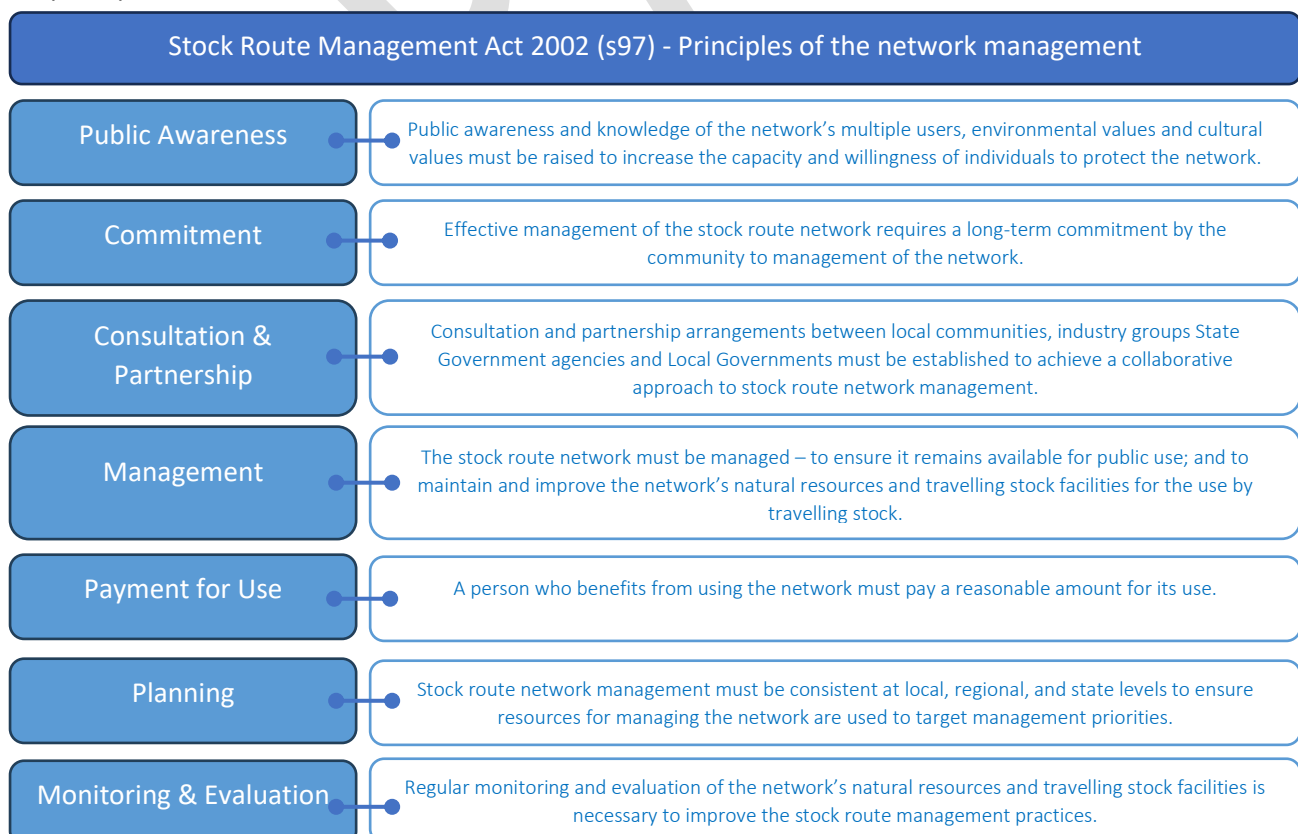 Stock Route Management Act 2002 (s97) - Principles of the network management
Public Awareness
Public awareness and knowledge of the network's multiple users, environmental values and cultural
values must be raised to increase the capacity and willingness of individuals to protect the network.
Commitment
Effective management of the stock route network requires a long-term commitment by the
community to management of the network.
Consultation &
Partnership
Consultation and partnership arrangements between local communities, industry groups State
Government agencies and Local Governments must be established to achieve a collaborative
approach to stock route network management.
Management
The stock route network must be managed – to ensure it remains available for public use; and to
maintain and improve the network's natural resources and travelling stock facilities for the use by
travelling stock.
Payment for Use
A person who benefits from using the network must pay a reasonable amount for its use.
Planning
Stock route network management must be consistent at local, regional, and state levels to ensure
resources for managing the network are used to target management priorities.
Monitoring & Evaluation
Regular monitoring and evaluation of the network's natural resources and travelling stock facilities is
necessary to improve the stock route management practices.